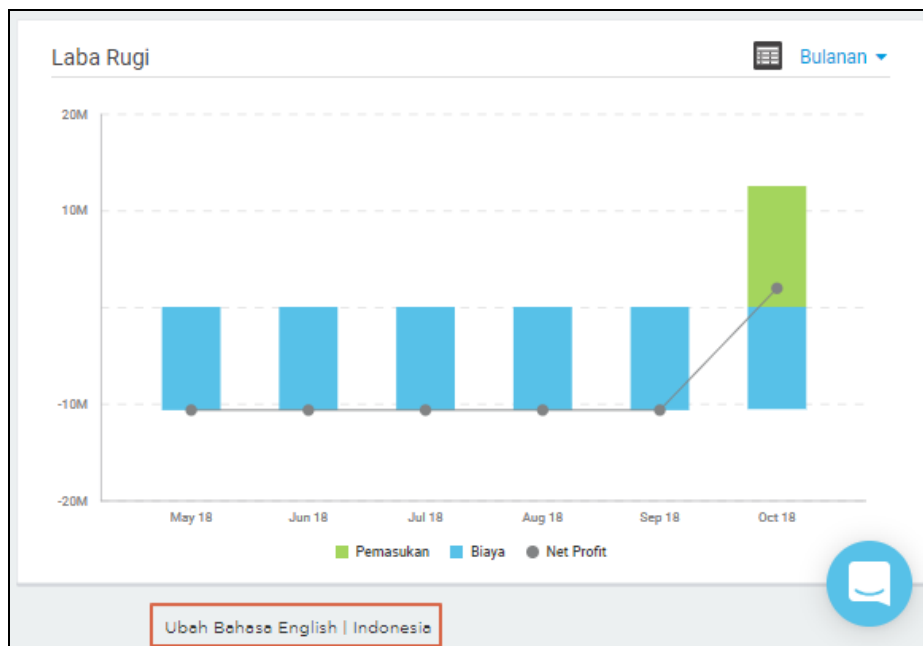 Laba Rugi
Bulanan
20M
10M
-10M
-20M
May 18 Jun 18 Jul 18 Aug 18 Sep 18 Oct 18
Pemasukan Biaya Net Profit
Ubah Bahasa English | Indonesia